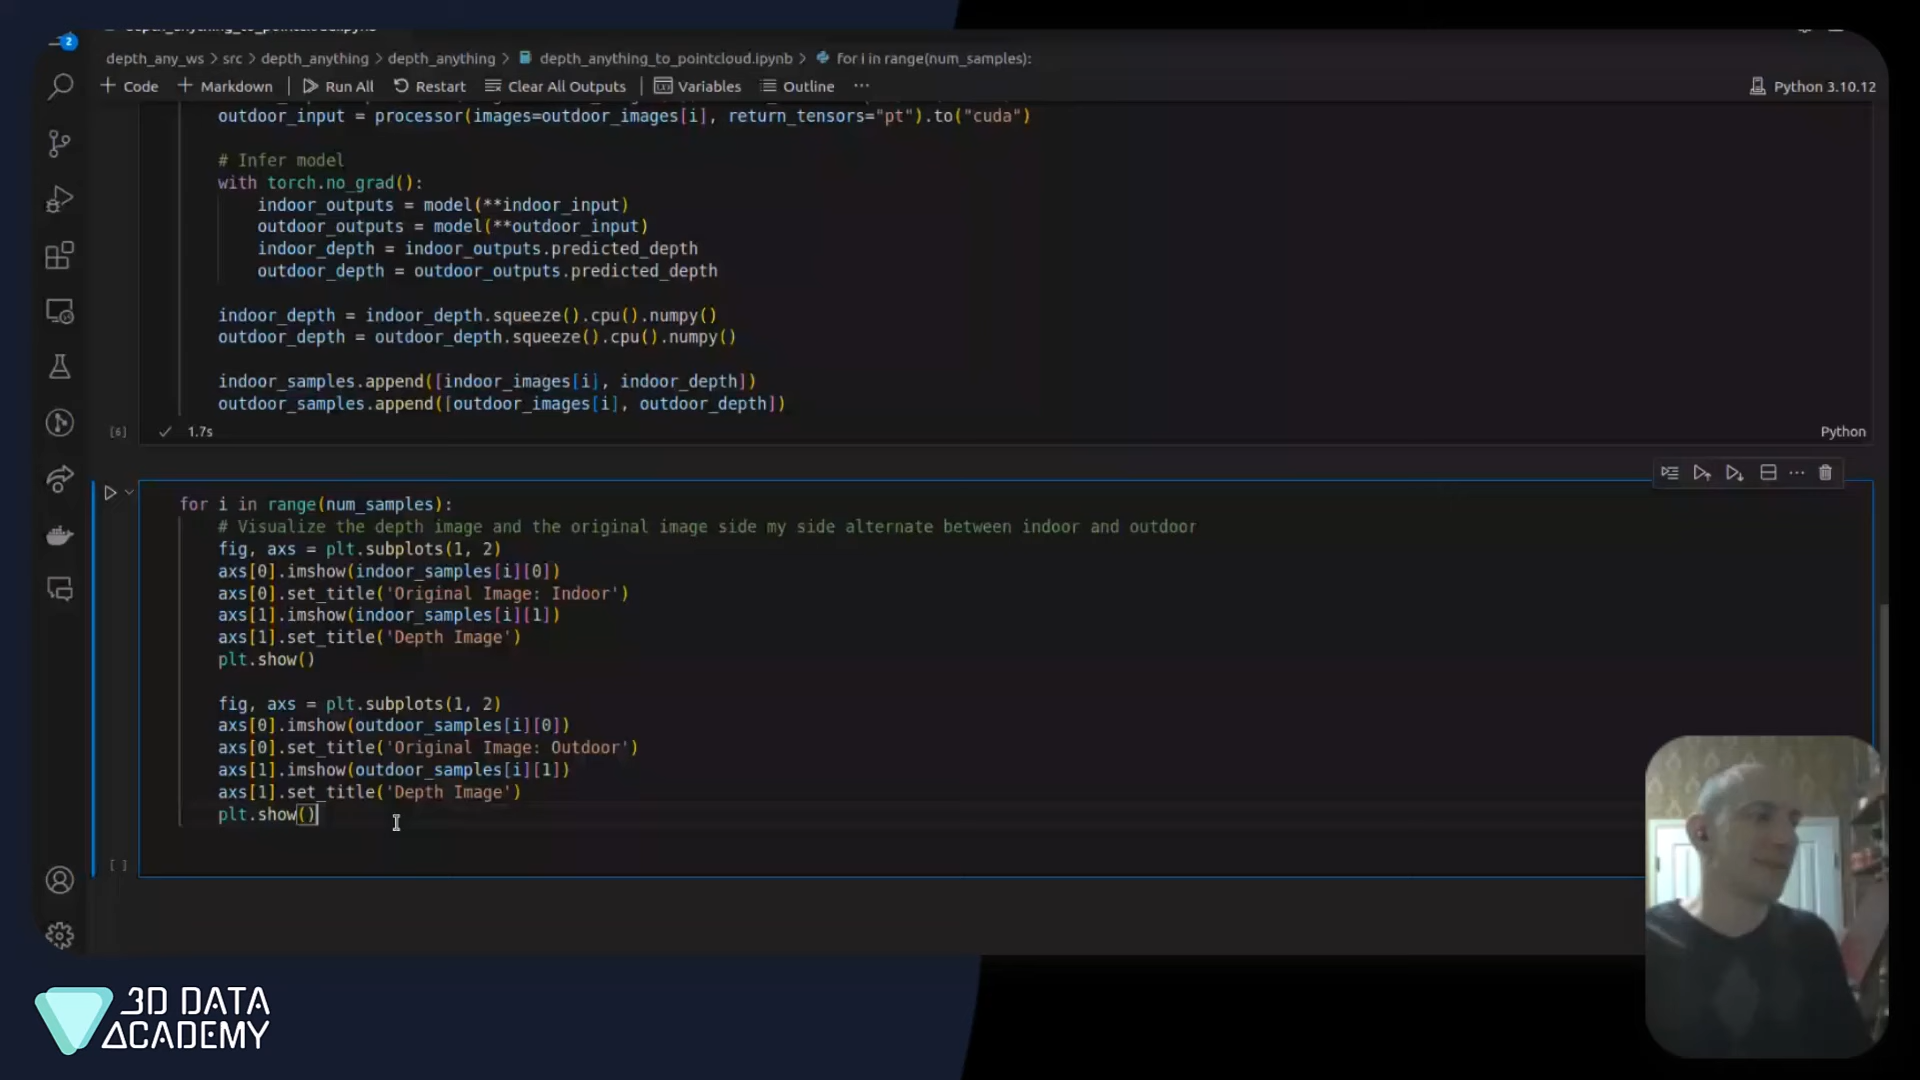 2
depth_anything_to_pointcloud.ipynb
depth_any_ws > src > depth_anything > depth_anything > depth_anything_to_pointcloud.ipynb > for i in range(num_samples):
+ Code + Markdown | Run All Restart Clear All Outputs | Variables Outline ··· Python 3.10.12
outdoor_input = processor(images=outdoor_images[i], return_tensors="pt").to("cuda")
# Infer model
with torch.no_grad():
indoor_outputs = model(**indoor_input)
outdoor_outputs = model(**outdoor_input)
indoor_depth = indoor_outputs.predicted_depth
outdoor_depth = outdoor_outputs.predicted_depth
indoor_depth = indoor_depth.squeeze().cpu().numpy()
outdoor_depth = outdoor_depth.squeeze().cpu().numpy()
indoor_samples.append([indoor_images[i], indoor_depth])
outdoor_samples.append([outdoor_images[i], outdoor_depth])
[6] 1.7s Python
for i in range(num_samples):
# Visualize the depth image and the original image side my side alternate between indoor and outdoor
fig, axs = plt.subplots(1, 2)
axs[0].imshow(indoor_samples[i][0])
axs[0].set_title('Original Image: Indoor')
axs[1].imshow(indoor_samples[i][1])
axs[1].set_title('Depth Image')
plt.show()
fig, axs = plt.subplots(1, 2)
axs[0].imshow(outdoor_samples[i][0])
axs[0].set_title('Original Image: Outdoor')
axs[1].imshow(outdoor_samples[i][1])
axs[1].set_title('Depth Image')
plt.show()
[ ]
3D DATA
ACADEMY